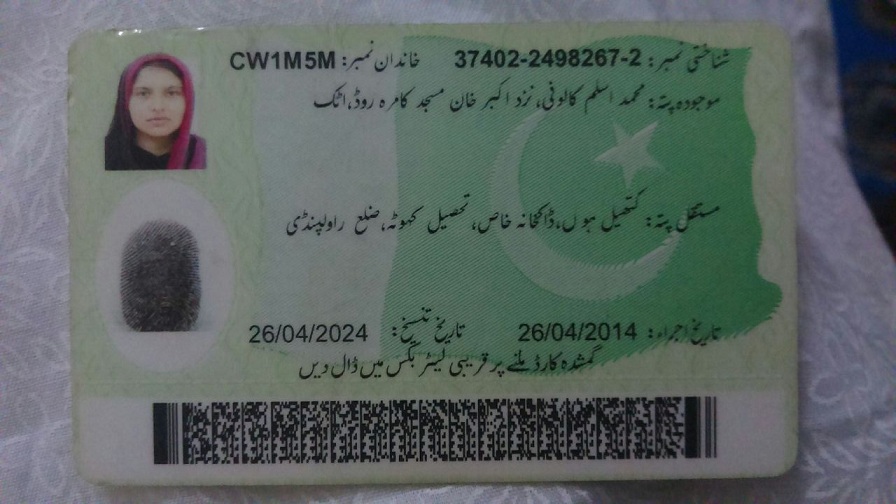 شناختی نمبر: 37402-2498267-2 خاندان نمبر: CW1M5M
موجودہ پتہ: محمد اسلم کالونی، نزد اکبر خان مسجد کامرہ روڈ، اٹک
مستقل پتہ: کتھیل ہوں، ڈاکخانہ خاص، تحصیل کہوٹہ، ضلع راولپنڈی
تاریخ اجراء: 26/04/2014 تاریخ تنسیخ: 26/04/2024
گمشدہ کارڈ ملنے پر قریبی لیٹر بکس میں ڈال دیں